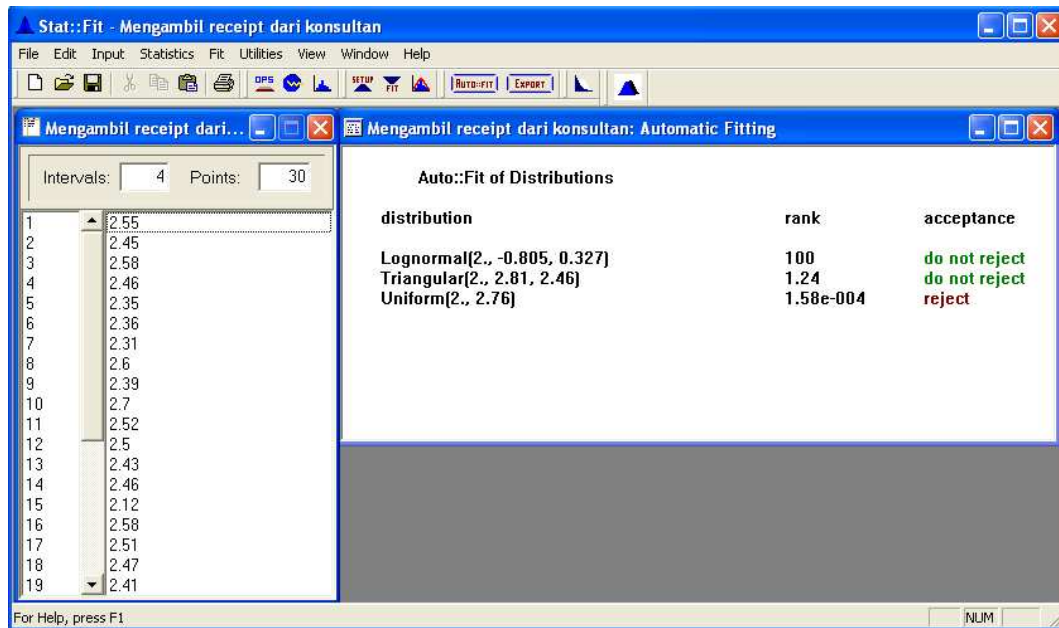 Stat::Fit - Mengambil receipt dari konsultan
File Edit Input Statistics Fit Utilities View Window Help
OPS SETUP FIT AUTO::FIT EXPORT
Mengambil receipt dari...
Intervals: 4 Points: 30
1 2.55
2 2.45
3 2.58
4 2.46
5 2.35
6 2.36
7 2.31
8 2.6
9 2.39
10 2.7
11 2.52
12 2.5
13 2.43
14 2.46
15 2.12
16 2.58
17 2.51
18 2.47
19 2.41
Mengambil receipt dari konsultan: Automatic Fitting
Auto::Fit of Distributions
distribution rank acceptance
Lognormal(2., -0.805, 0.327) 100 do not reject
Triangular(2., 2.81, 2.46) 1.24 do not reject
Uniform(2., 2.76) 1.58e-004 reject
For Help, press F1
NUM